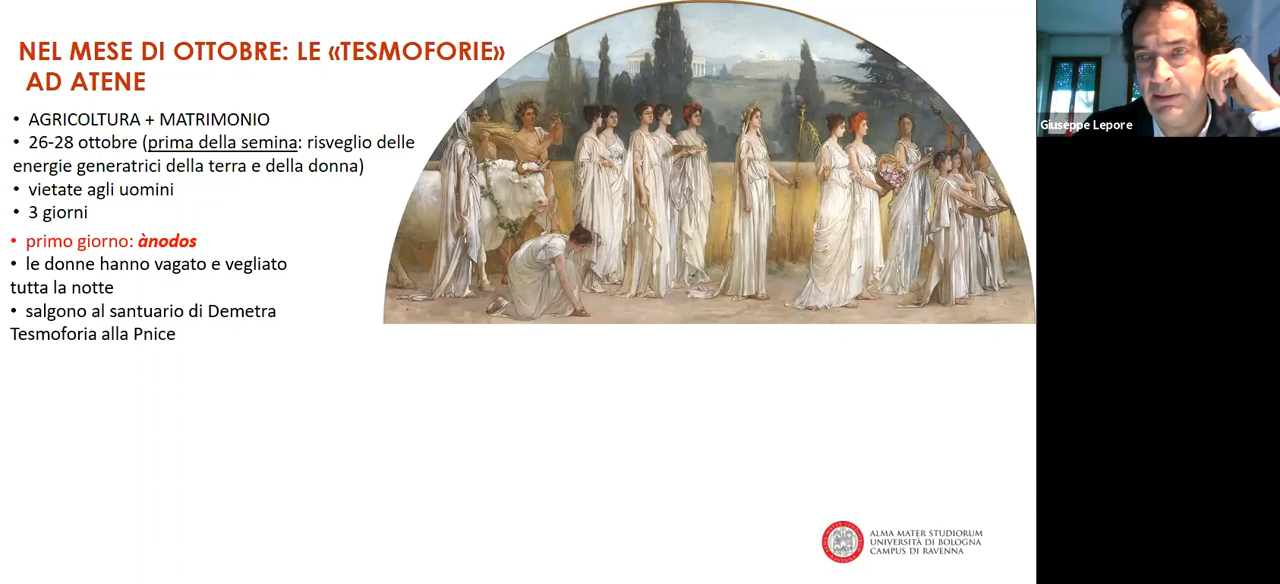 NEL MESE DI OTTOBRE: LE «TESMOFORIE»
AD ATENE
• AGRICOLTURA + MATRIMONIO
• 26-28 ottobre (prima della semina: risveglio delle
energie generatrici della terra e della donna)
• vietate agli uomini
• 3 giorni
• primo giorno: ànodos
• le donne hanno vagato e vegliato
tutta la notte
• salgono al santuario di Demetra
Tesmoforia alla Pnice
Giuseppe Lepore
ALMA MATER STUDIORUM
UNIVERSITÀ DI BOLOGNA
CAMPUS DI RAVENNA